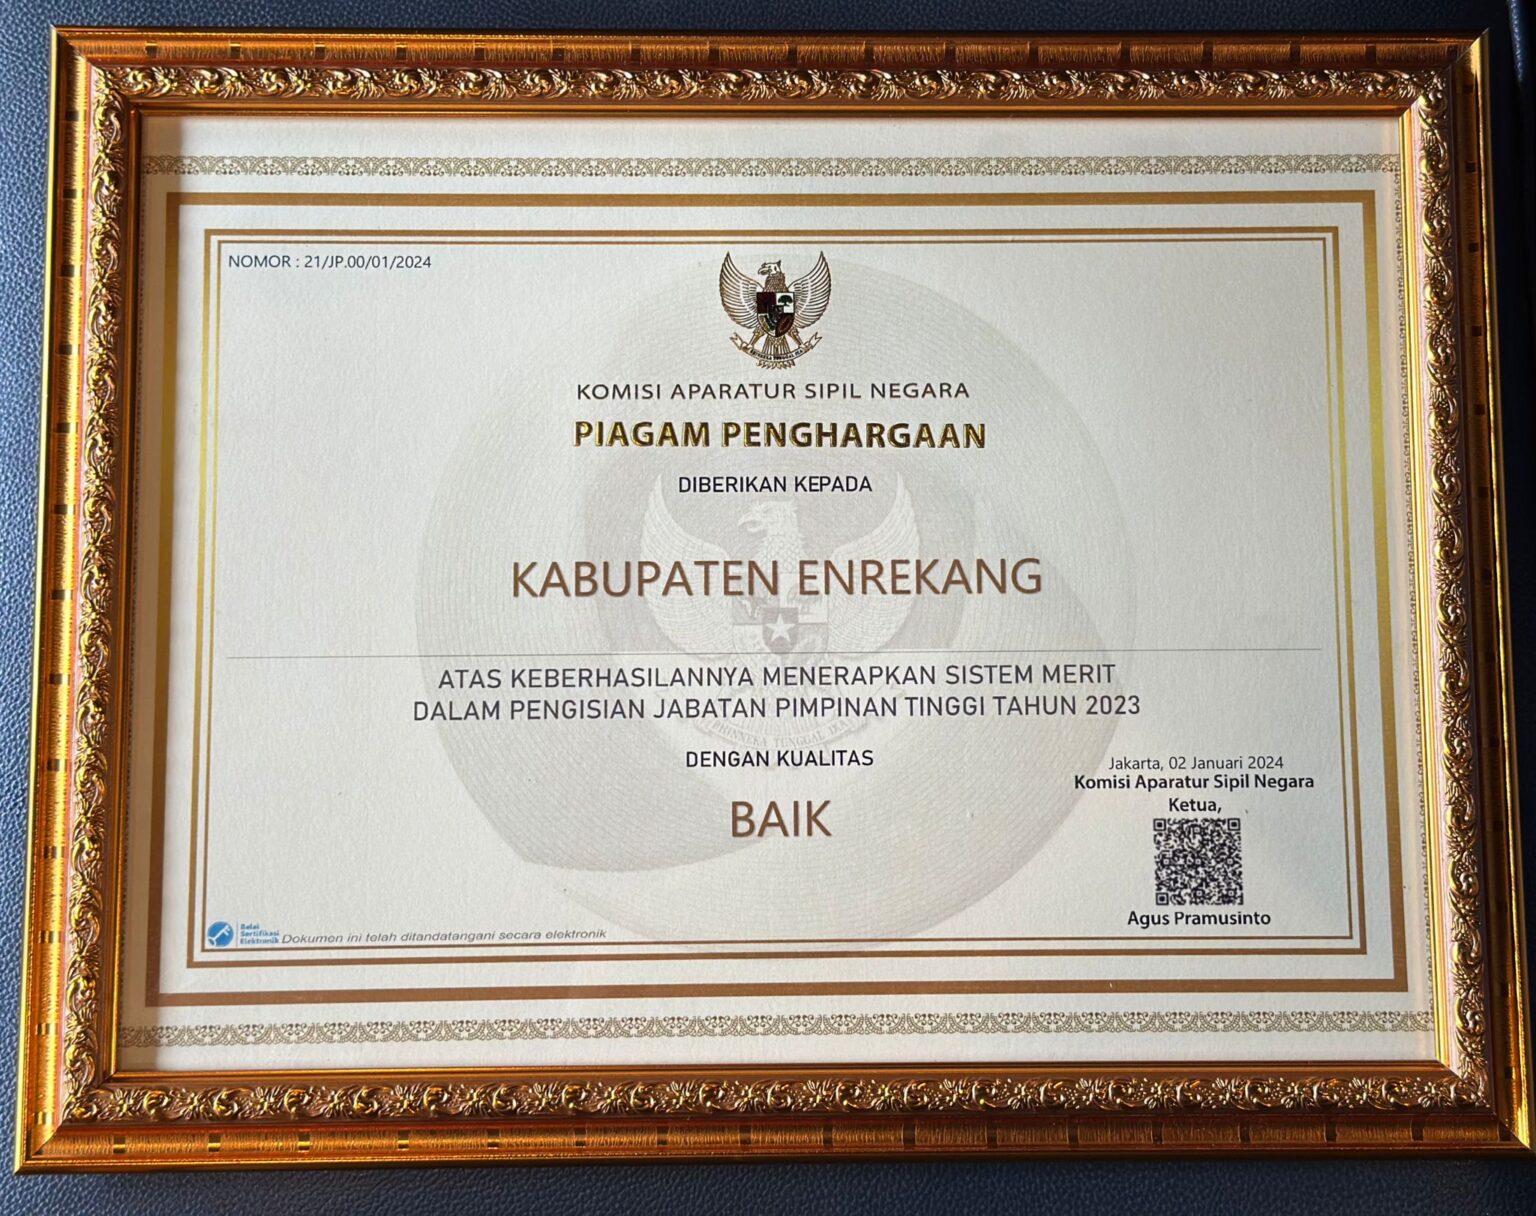 NOMOR : 21/JP.00/01/2024
KOMISI APARATUR SIPIL NEGARA
PIAGAM PENGHARGAAN
DIBERIKAN KEPADA
KABUPATEN ENREKANG
ATAS KEBERHASILANNYA MENERAPKAN SISTEM MERIT
DALAM PENGISIAN JABATAN PIMPINAN TINGGI TAHUN 2023
DENGAN KUALITAS
BAIK
Jakarta, 02 Januari 2024
Komisi Aparatur Sipil Negara
Ketua,
Agus Pramusinto
Balai
Sertifikasi
Elektronik
Dokumen ini telah ditandatangani secara elektronik